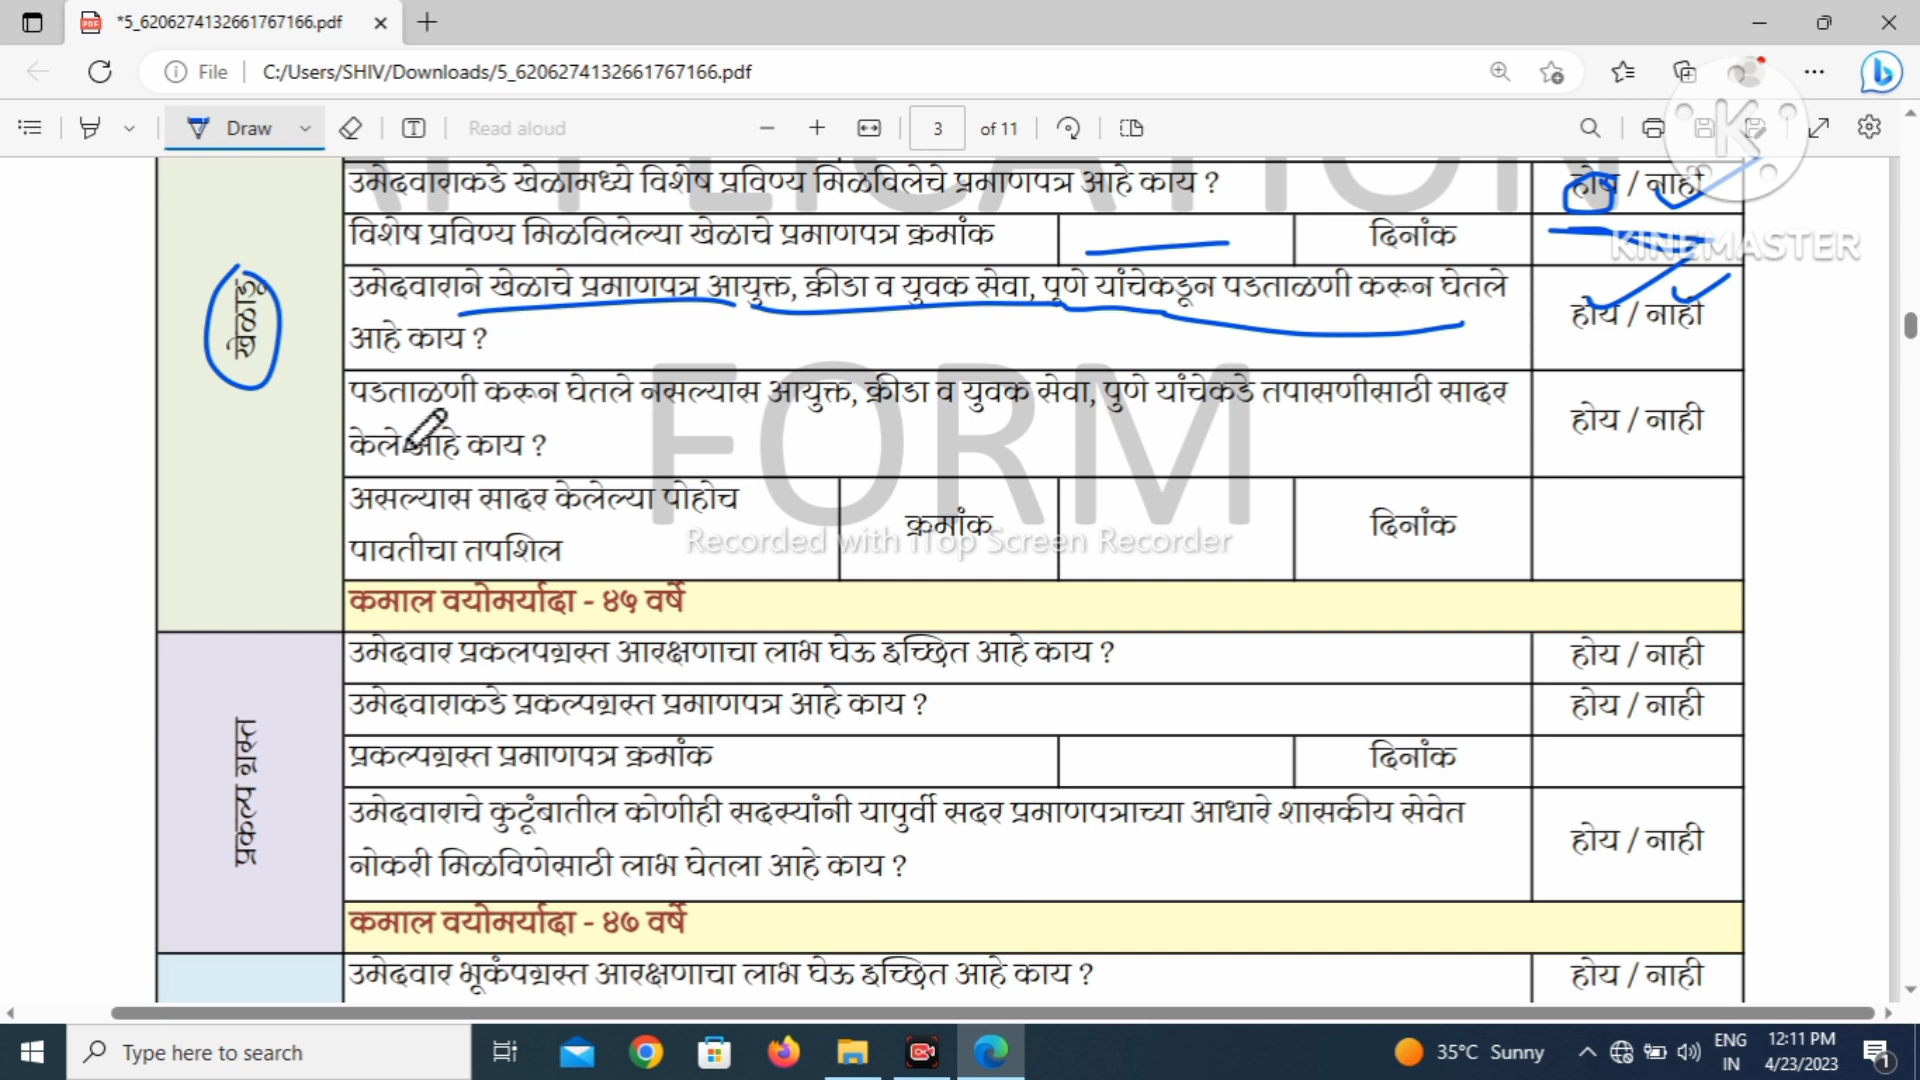 *5_6206274132661767166.pdf
File
C:/Users/SHIV/Downloads/5_6206274132661767166.pdf
Draw
Read aloud
3
of 11
APPLICATION
उमेदवाराकडे खेळामध्ये विशेष प्रविण्य मिळविलेचे प्रमाणपत्र आहे काय ?
होय / नाही
विशेष प्रविण्य मिळविलेल्या खेळाचे प्रमाणपत्र क्रमांक
दिनांक
KINEMASTER
खेळाडू
उमेदवाराने खेळाचे प्रमाणपत्र आयुक्त, क्रीडा व युवक सेवा, पुणे यांचेकडून पडताळणी करून घेतले
आहे काय ?
होय / नाही
पडताळणी करून घेतले नसल्यास आयुक्त, क्रीडा व युवक सेवा, पुणे यांचेकडे तपासणीसाठी सादर
केले आहे काय ?
होय / नाही
FORM
असल्यास सादर केलेल्या पोहोच
पावतीचा तपशिल
क्रमांक
दिनांक
Recorded with iTop Screen Recorder
कमाल वयोमर्यादा - ४५ वर्षे
प्रकल्प ग्रस्त
उमेदवार प्रकलपग्रस्त आरक्षणाचा लाभ घेऊ इच्छित आहे काय ?
होय / नाही
उमेदवाराकडे प्रकल्पग्रस्त प्रमाणपत्र आहे काय ?
होय / नाही
प्रकल्पग्रस्त प्रमाणपत्र क्रमांक
दिनांक
उमेदवाराचे कुटूंबातील कोणीही सदस्यांनी यापुर्वी सदर प्रमाणपत्राच्या आधारे शासकीय सेवेत
नोकरी मिळविणेसाठी लाभ घेतला आहे काय ?
होय / नाही
कमाल वयोमर्यादा - ४७ वर्षे
उमेदवार भूकंपग्रस्त आरक्षणाचा लाभ घेऊ इच्छित आहे काय ?
होय / नाही
Type here to search
35°C Sunny
ENG
IN
12:11 PM
4/23/2023
1